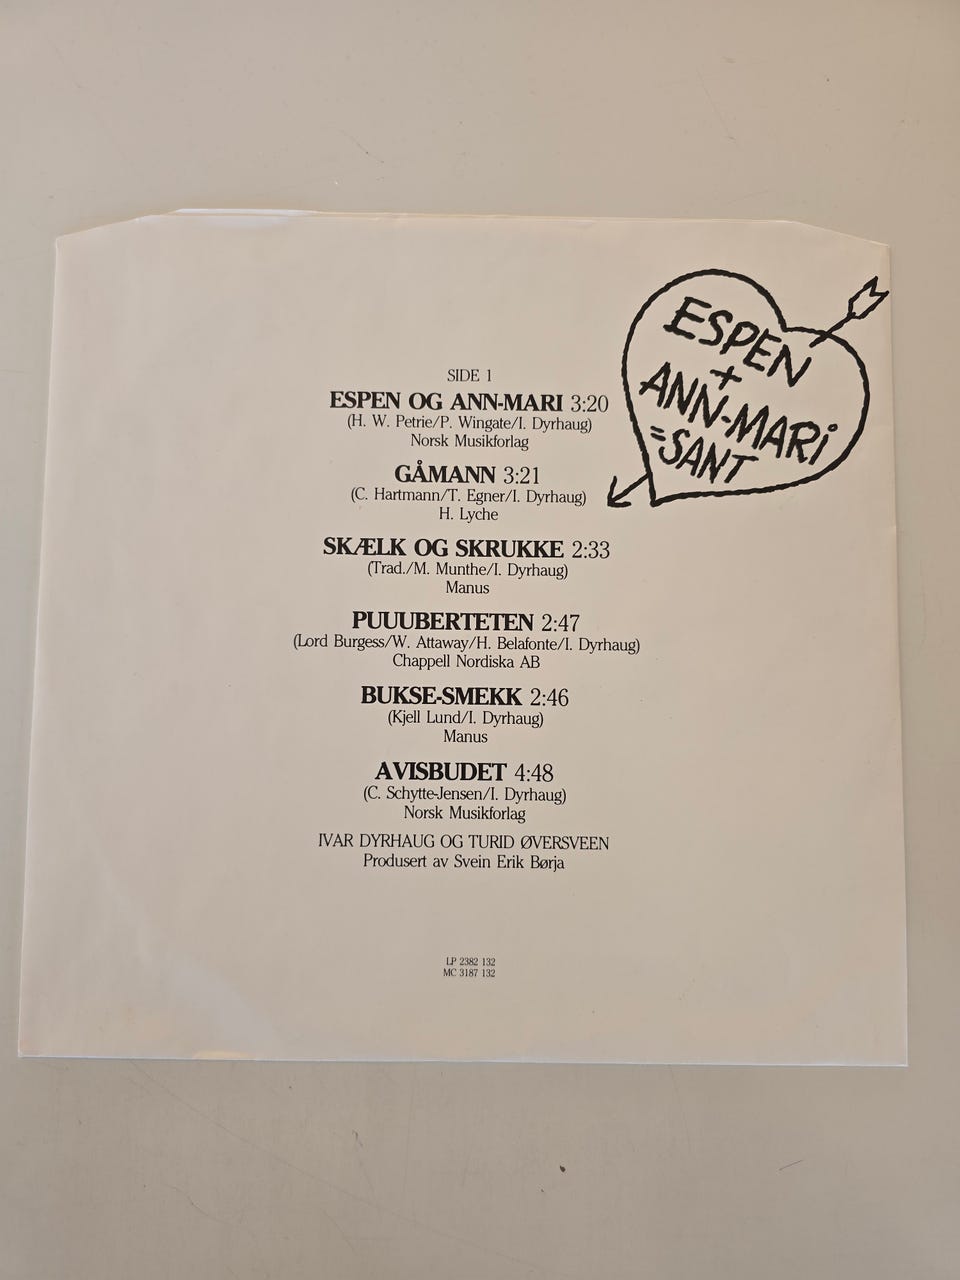 ESPEN
+
ANN-MARi
=SANT
SIDE 1
ESPEN OG ANN-MARI 3:20
(H. W. Petrie/P. Wingate/I. Dyrhaug)
Norsk Musikforlag
GÅMANN 3:21
(C. Hartmann/T. Egner/I. Dyrhaug)
H. Lyche
SKÆLK OG SKRUKKE 2:33
(Trad./M. Munthe/I. Dyrhaug)
Manus
PUUUBERTETEN 2:47
(Lord Burgess/W. Attaway/H. Belafonte/I. Dyrhaug)
Chappell Nordiska AB
BUKSE-SMEKK 2:46
(Kjell Lund/I. Dyrhaug)
Manus
AVISBUDET 4:48
(C. Schytte-Jensen/I. Dyrhaug)
Norsk Musikforlag
IVAR DYRHAUG OG TURID ØVERSVEEN
Produsert av Svein Erik Børja
LP 2382 132
MC 3187 132